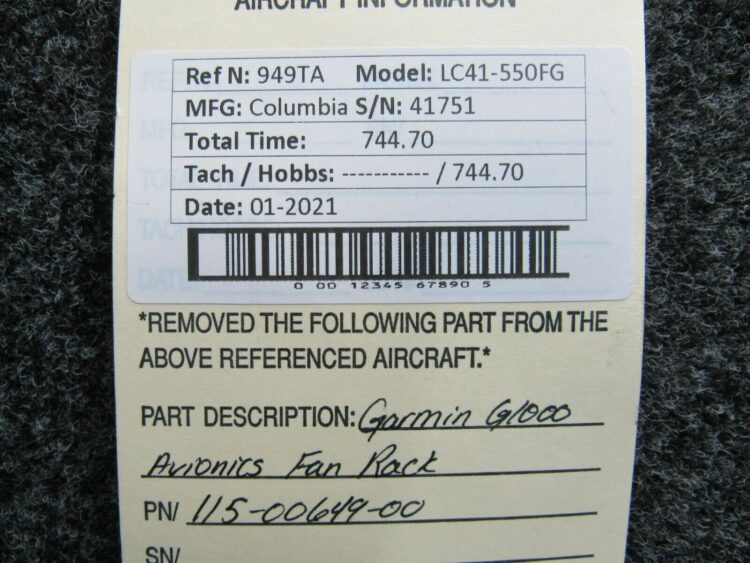 AIRCRAFT INFORMATION
Ref N: 949TA Model: LC41-550FG
MFG: Columbia S/N: 41751
Total Time: 744.70
Tach / Hobbs: ----------- / 744.70
Date: 01-2021
0 00 12345 67890 5
*REMOVED THE FOLLOWING PART FROM THE
ABOVE REFERENCED AIRCRAFT.*
PART DESCRIPTION: Garmin G1000
Avionics Fan Rack
PN/ 115-00649-00
SN/